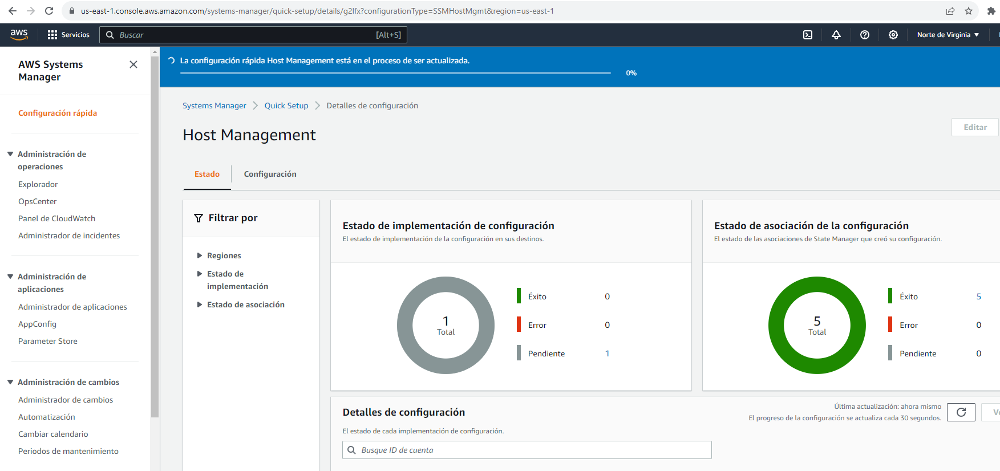 us-east-1.console.aws.amazon.com/systems-manager/quick-setup/details/g2lfx?configurationType=SSMHostMgmt&region=us-east-1
aws
Servicios
Buscar
[Alt+S]
Norte de Virginia
AWS Systems
Manager
Configuración rápida
Administración de
operaciones
Explorador
OpsCenter
Panel de CloudWatch
Administrador de incidentes
Administración de
aplicaciones
Administrador de aplicaciones
AppConfig
Parameter Store
Administración de cambios
Administrador de cambios
Automatización
Cambiar calendario
Periodos de mantenimiento
La configuración rápida Host Management está en el proceso de ser actualizada.
0%
Systems Manager
Quick Setup
Detalles de configuración
Host Management
Editar
Estado
Configuración
Filtrar por
Regiones
Estado de
implementación
Estado de asociación
Estado de implementación de configuración
El estado de implementación de la configuración en sus destinos.
1
Total
Éxito 0
Error 0
Pendiente 1
Estado de asociación de la configuración
El estado de las asociaciones de State Manager que creó su configuración.
5
Total
Éxito 5
Error 0
Pendiente 0
Detalles de configuración
El estado de cada implementación de configuración.
Última actualización: ahora mismo
El progreso de la configuración se actualiza cada 30 segundos.
Busque ID de cuenta